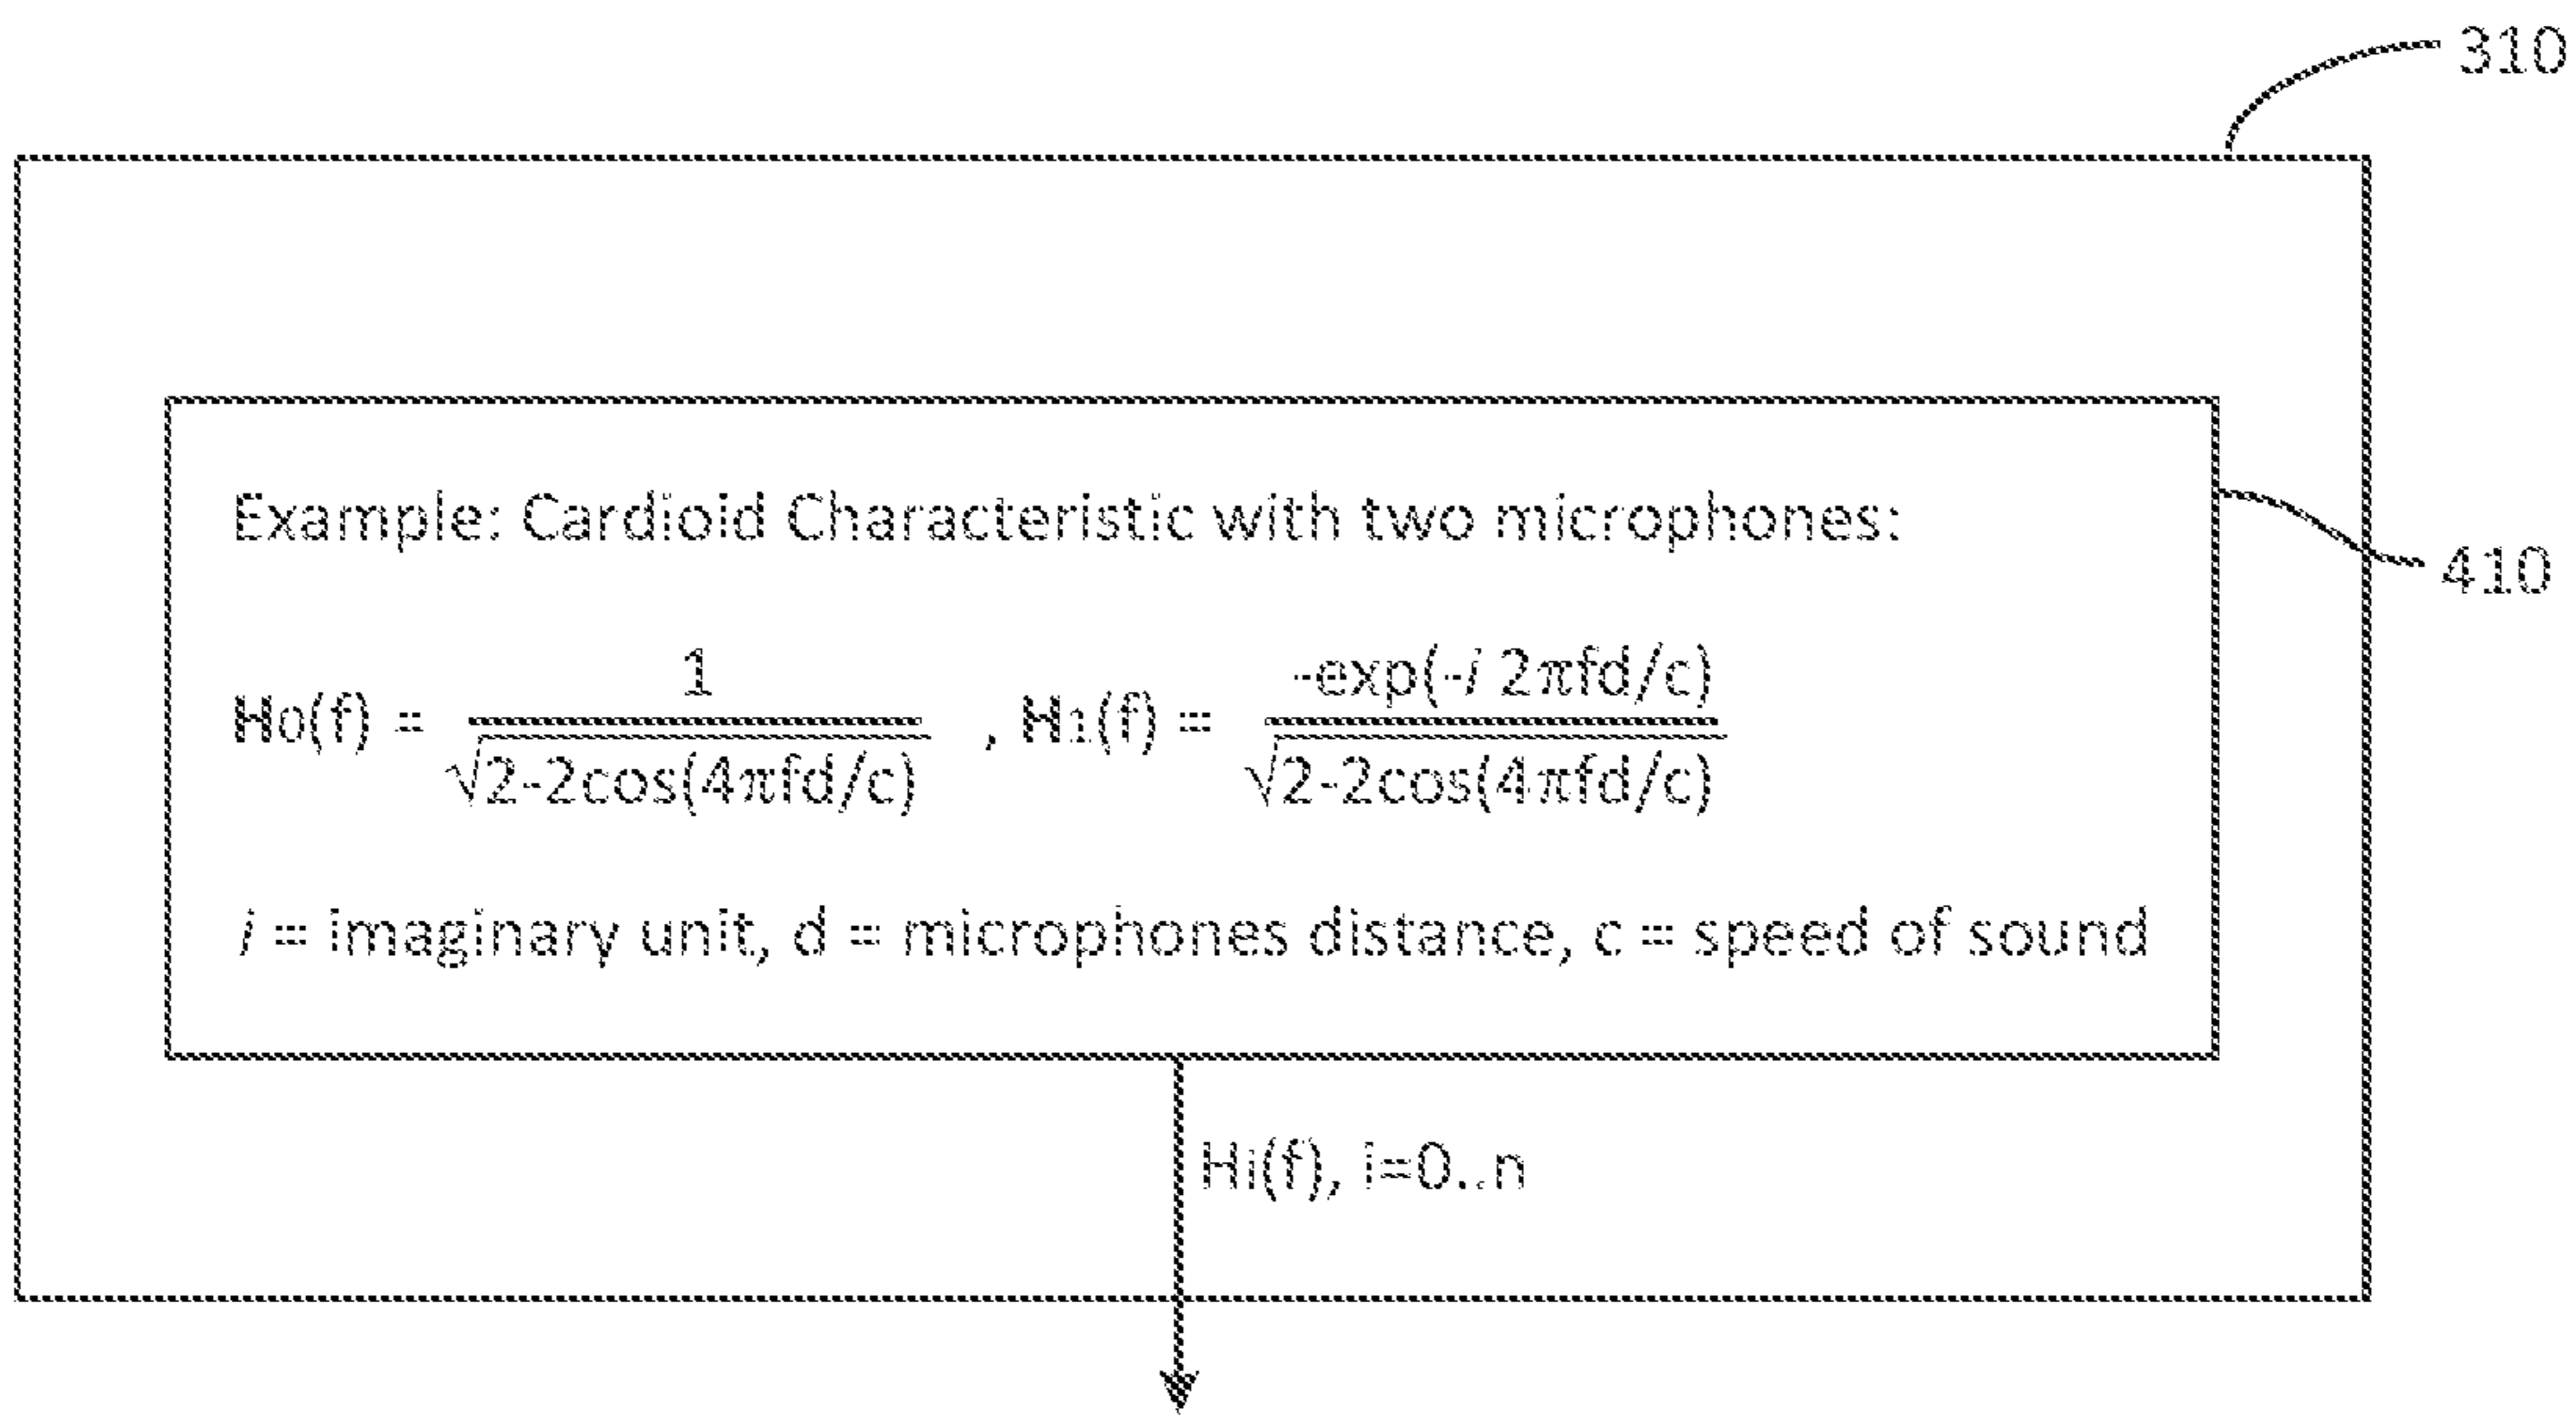 310
Example: Cardioid Characteristic with two microphones:
410
H0(f) = 1 / √2-2cos(4πfd/c) , H1(f) = -exp(-i 2πfd/c) / √2-2cos(4πfd/c)
i = imaginary unit, d = microphones distance, c = speed of sound
Hi(f), i=0..n